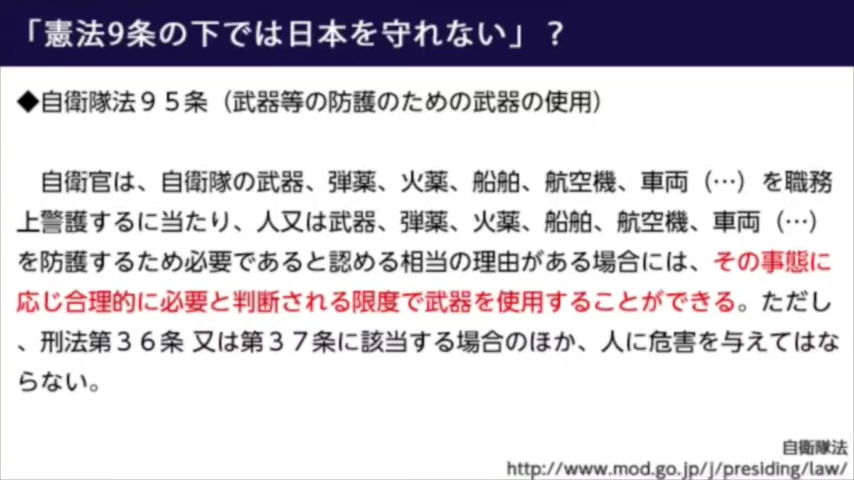 「憲法9条の下では日本を守れない」？
◆自衛隊法９５条（武器等の防護のための武器の使用）
自衛官は、自衛隊の武器、弾薬、火薬、船舶、航空機、車両（…）を職務
上警護するに当たり、人又は武器、弾薬、火薬、船舶、航空機、車両（…）
を防護するため必要であると認める相当の理由がある場合には、その事態に
応じ合理的に必要と判断される限度で武器を使用することができる。ただし
、刑法第３６条 又は第３７条に該当する場合のほか、人に危害を与えてはな
らない。
自衛隊法
http://www.mod.go.jp/j/presiding/law/